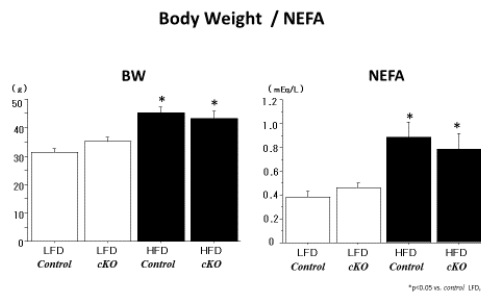 Body Weight / NEFA
BW
(g)
50
40
30
20
10
0
*
*
LFD LFD HFD HFD
Control cKO Control cKO
NEFA
(mEq/L)
1.2
1.0
0.8
0.6
0.4
0.2
0
*
*
LFD LFD HFD HFD
Control cKO Control cKO
*p<0.05 vs. control LFD,